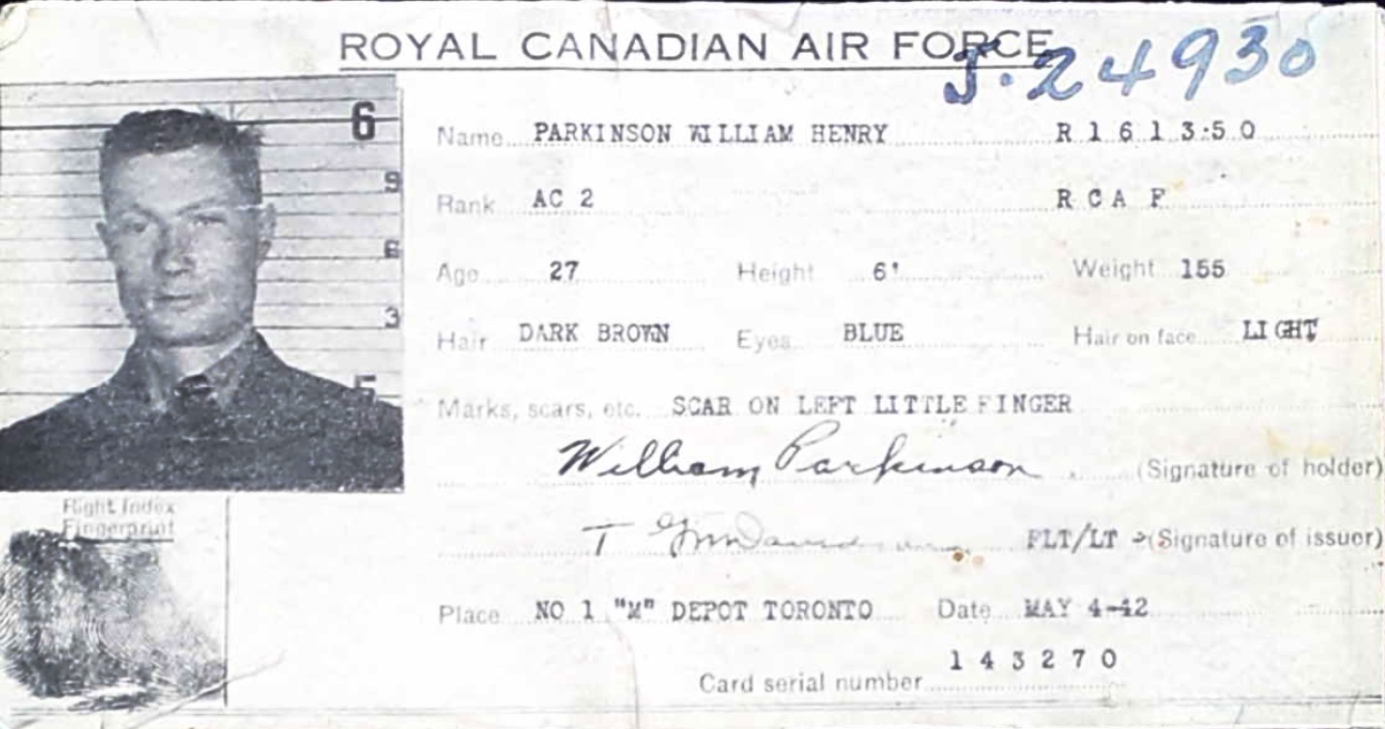 ROYAL CANADIAN AIR FORCE
J.24930
6
Name PARKINSON WILLIAM HENRY R 1 6 1 3:5 0
9
Rank AC 2 R C A F
6
Age 27 Height 6' Weight 155
3
Hair DARK BROWN Eyes BLUE Hair on face LIGHT
5
Marks, scars, etc. SCAR ON LEFT LITTLE FINGER
William Parkinson (Signature of holder)
Right Index
Fingerprint
T FLT/LT (Signature of issuer)
Place NO 1 "M" DEPOT TORONTO Date MAY 4-42
Card serial number 1 4 3 2 7 0